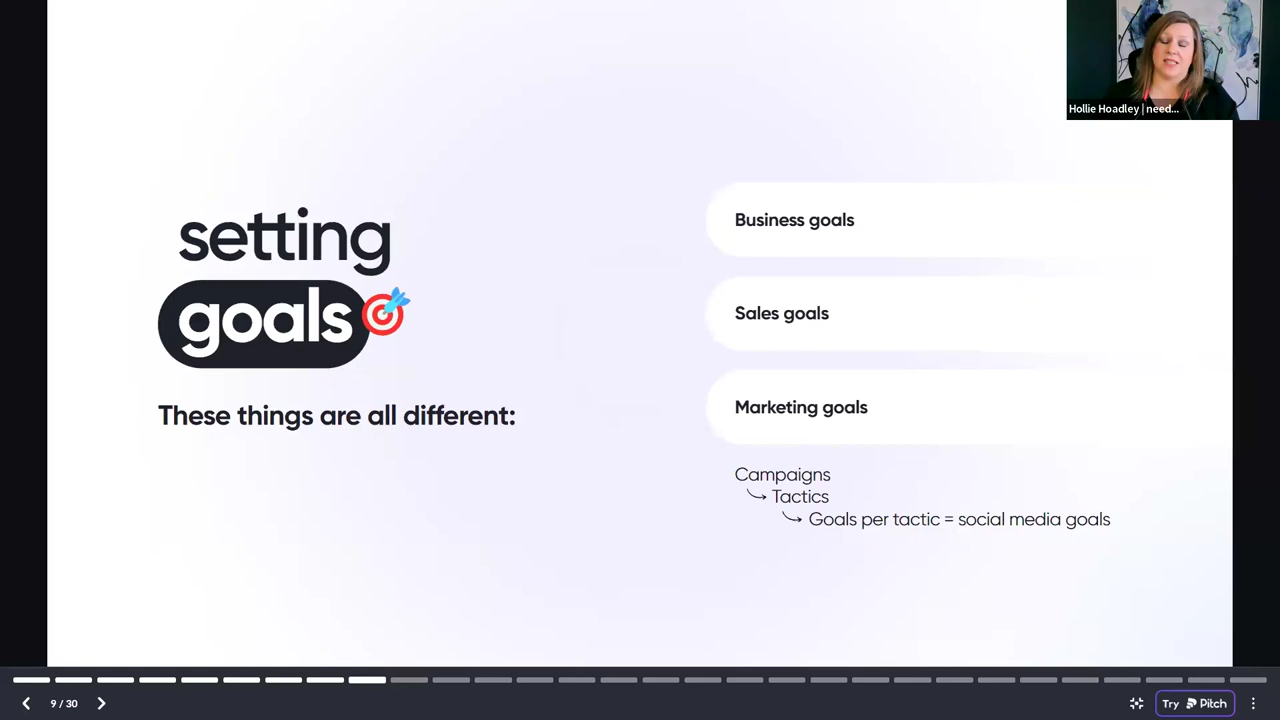 Hollie Hoadley | need...
setting
goals
These things are all different:
Business goals
Sales goals
Marketing goals
Campaigns
Tactics
Goals per tactic = social media goals
9 / 30
Try Pitch